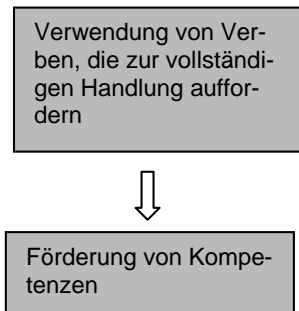 Verwendung von Ver-
ben, die zur vollständi-
gen Handlung auffor-
dern
Förderung von Kompe-
tenzen